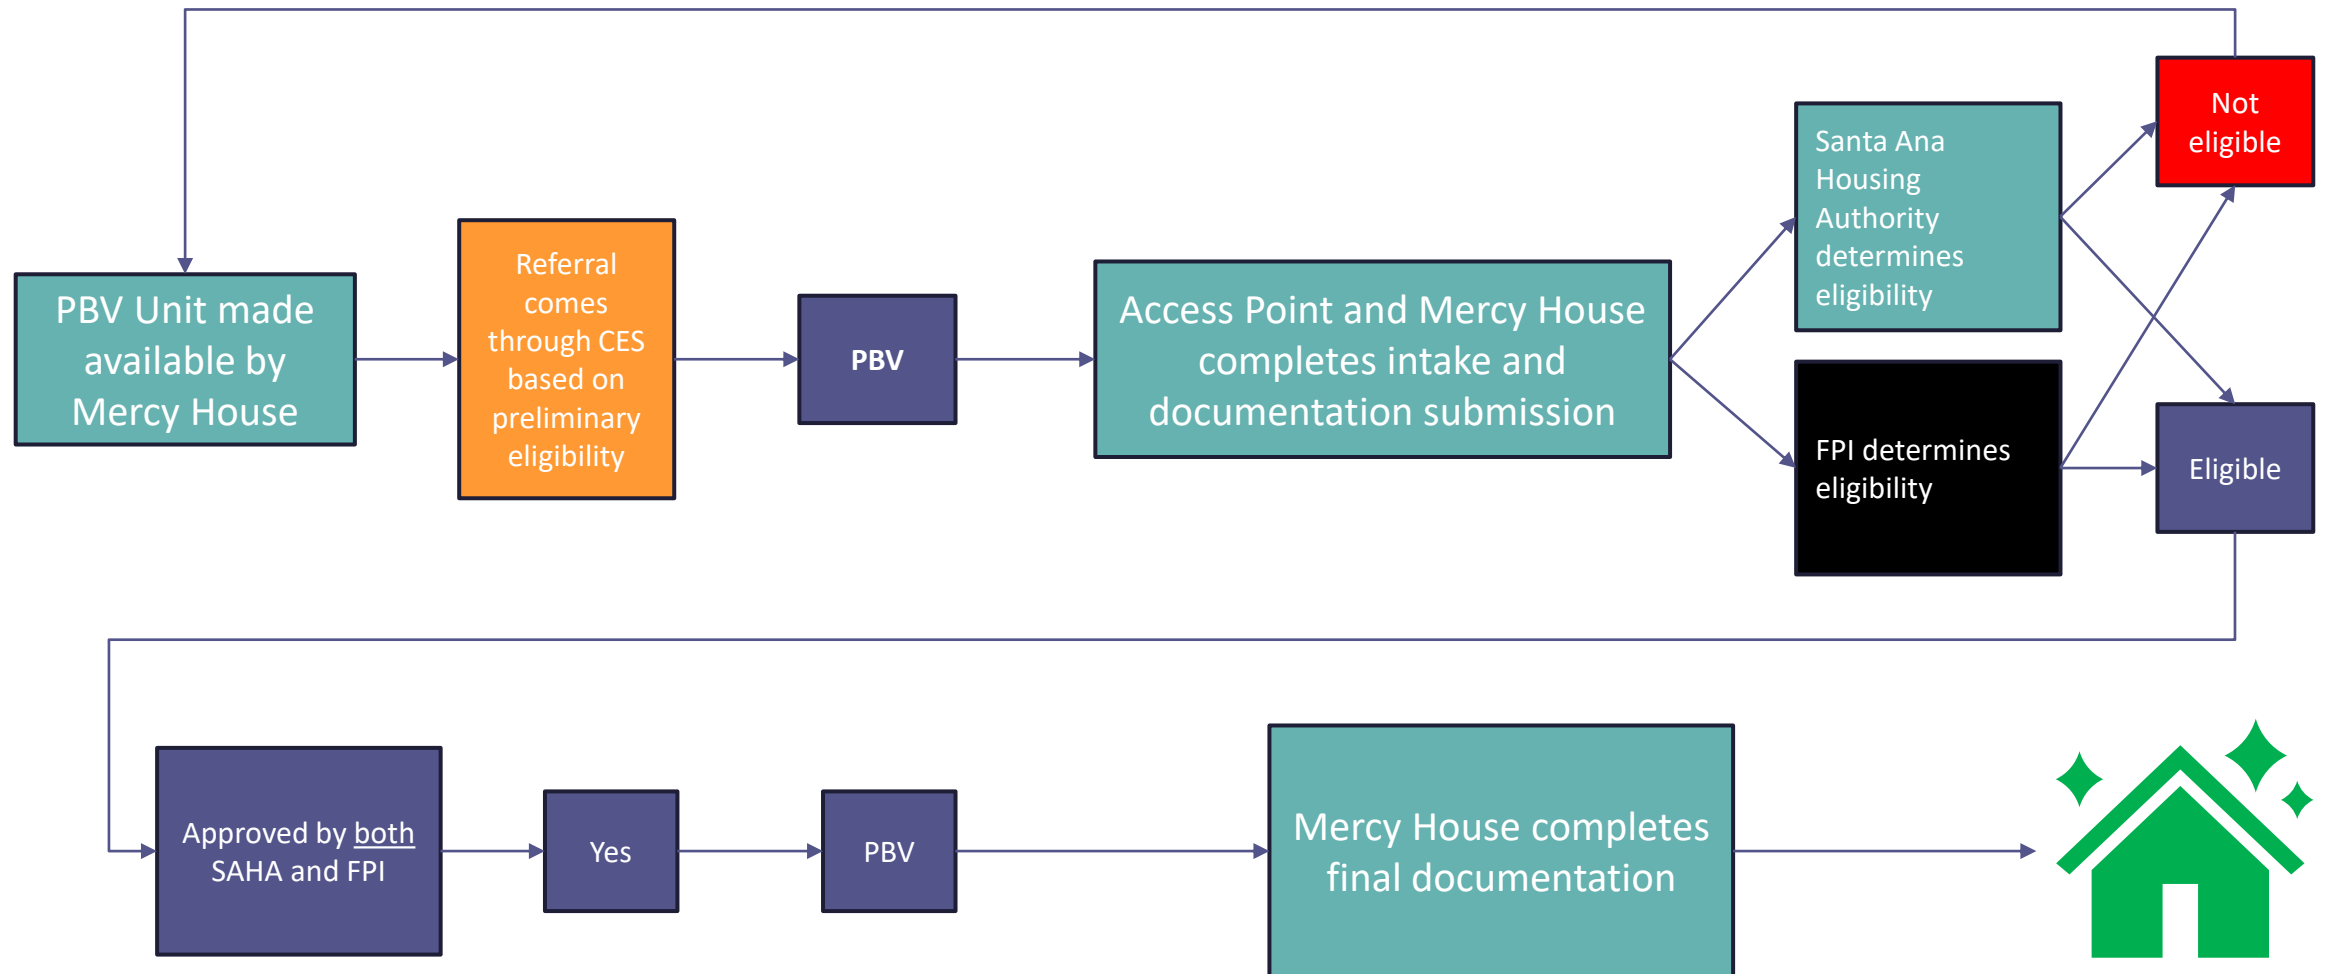 PBV Unit made
available by
Mercy House
Referral
comes
through CES
based on
preliminary
eligibility
PBV
Access Point and Mercy House
completes intake and
documentation submission
Santa Ana
Housing
Authority
determines
eligibility
FPI determines
eligibility
Not
eligible
Eligible
Approved by both
SAHA and FPI
Yes
PBV
Mercy House completes
final documentation